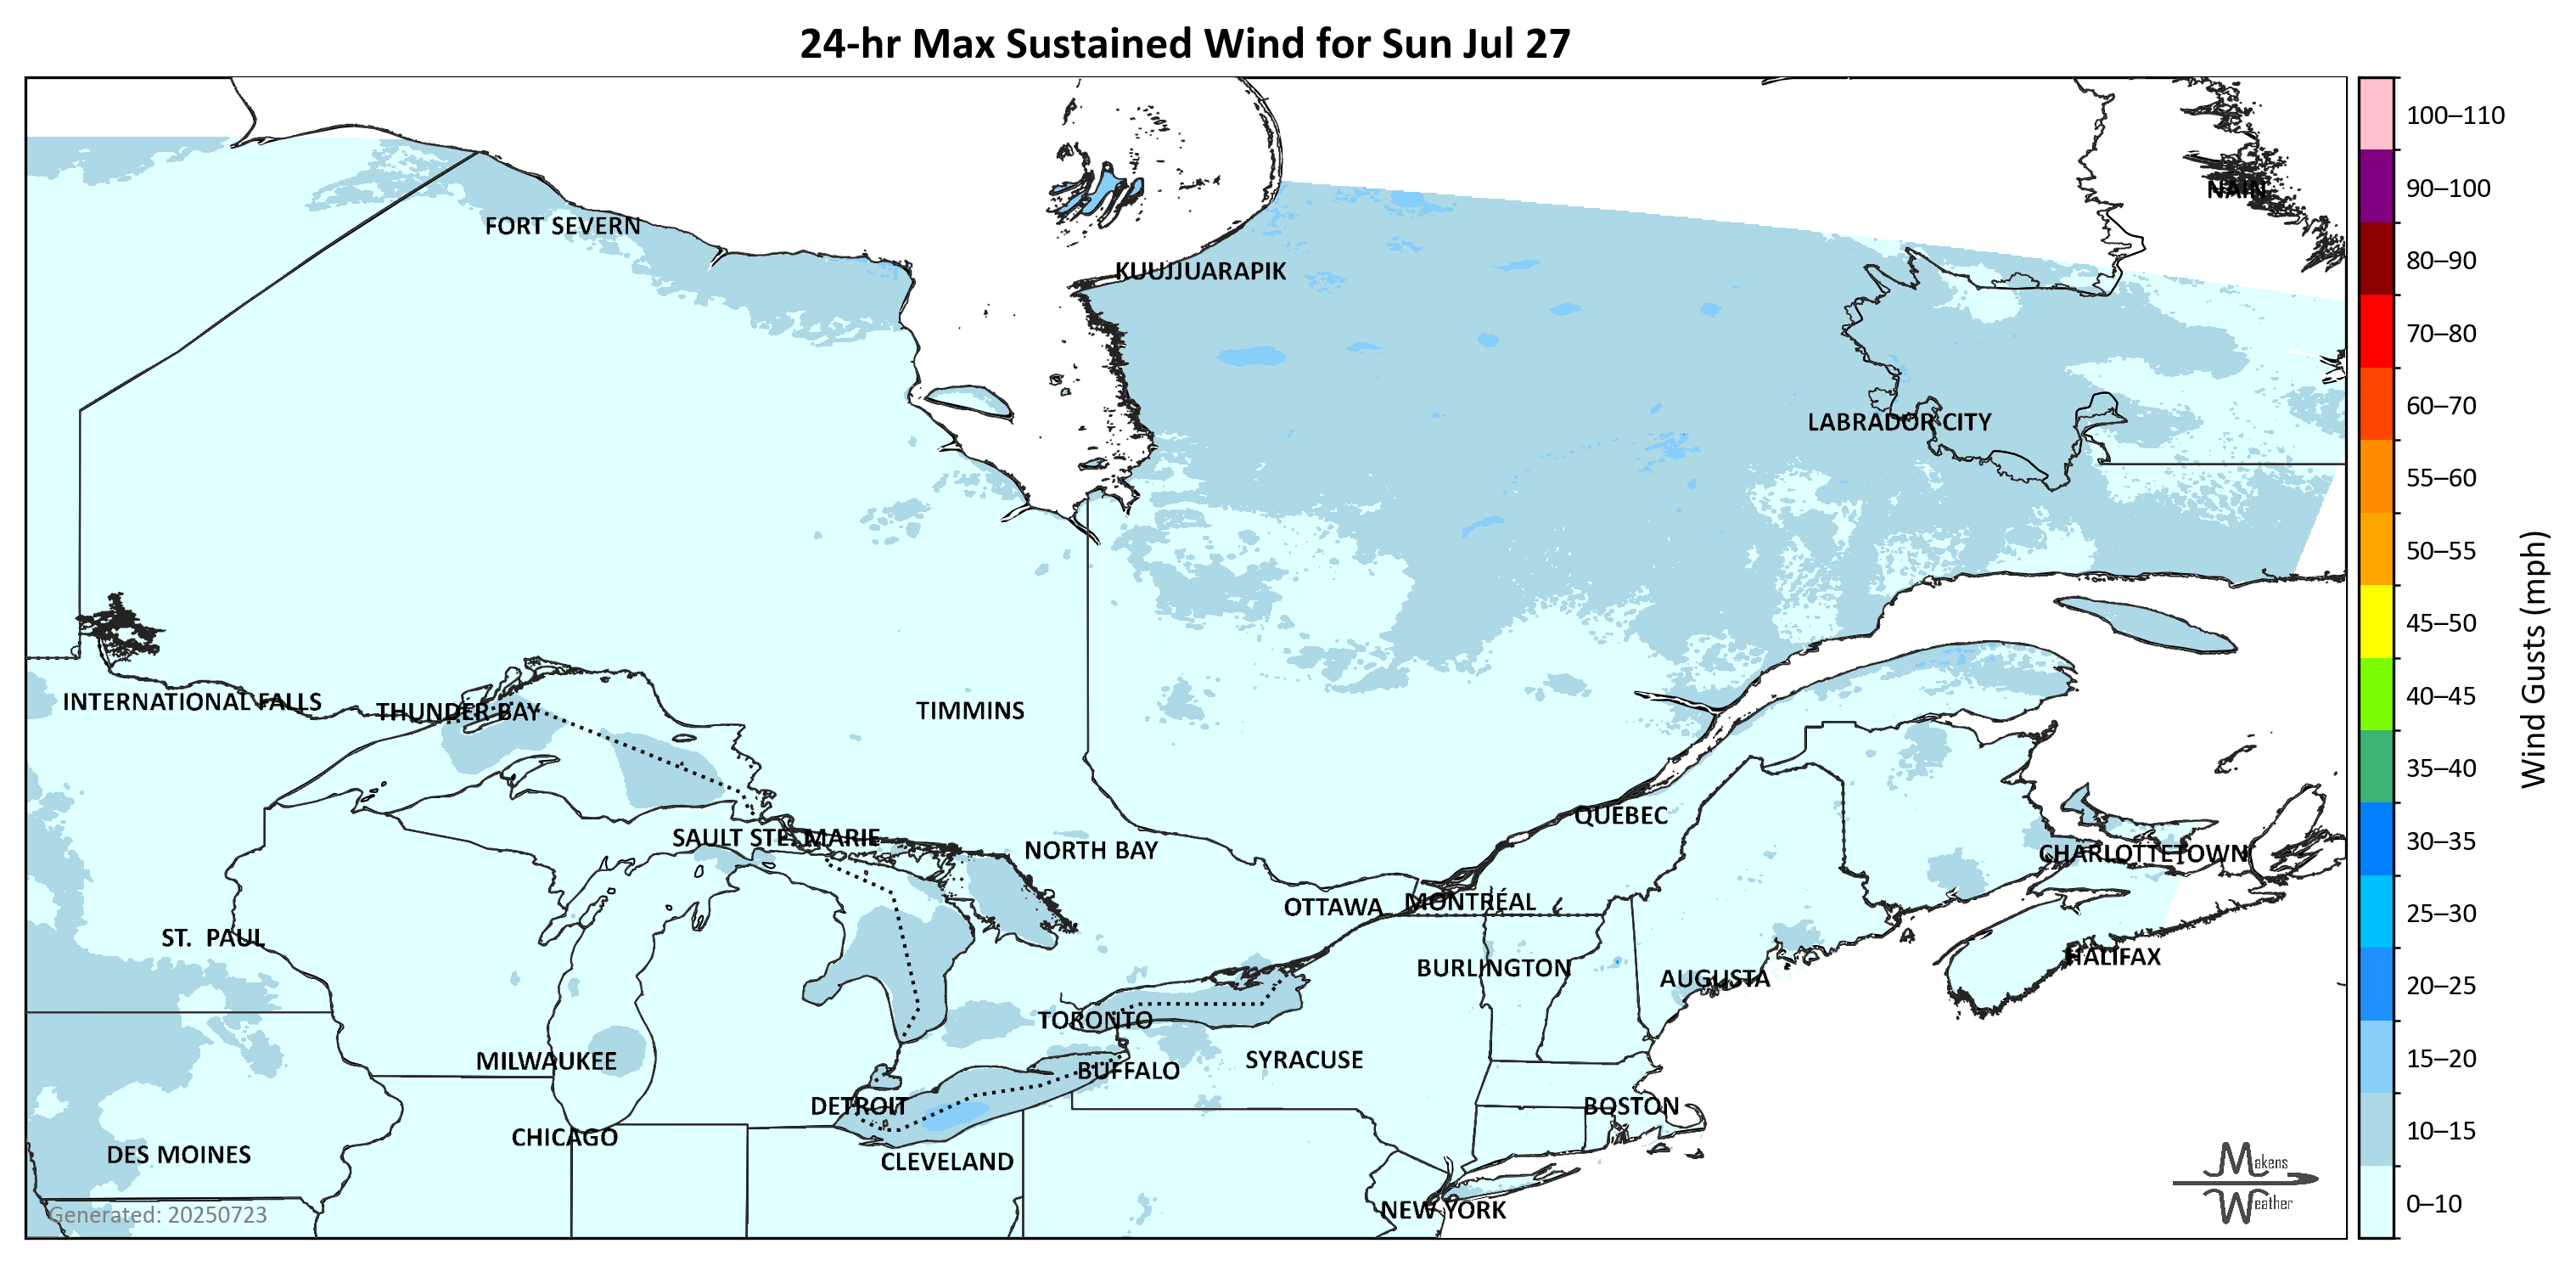 24-hr Max Sustained Wind for Sun Jul 27
NAIN
FORT SEVERN
KUUJJUARAPIK
LABRADOR CITY
INTERNATIONAL FALLS
THUNDER BAY
TIMMINS
QUÉBEC
SAULT STE. MARIE
NORTH BAY
CHARLOTTETOWN
OTTAWA
MONTRÉAL
ST. PAUL
HALIFAX
BURLINGTON
AUGUSTA
TORONTO
MILWAUKEE
SYRACUSE
BUFFALO
DETROIT
BOSTON
CHICAGO
DES MOINES
CLEVELAND
NEW YORK
Generated: 20250723
Makens
Weather
100–110
90–100
80–90
70–80
60–70
55–60
50–55
45–50
40–45
35–40
30–35
25–30
20–25
15–20
10–15
0–10
Wind Gusts (mph)